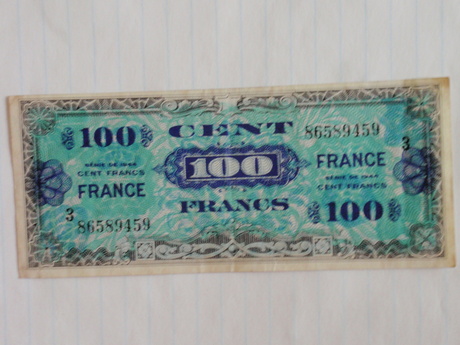 100
CENT
86589459
SÉRIE DE 1944
CENT FRANCS
FRANCE
100
3
FRANCE
SÉRIE DE 1944
CENT FRANCS
3
86589459
FRANCS
100